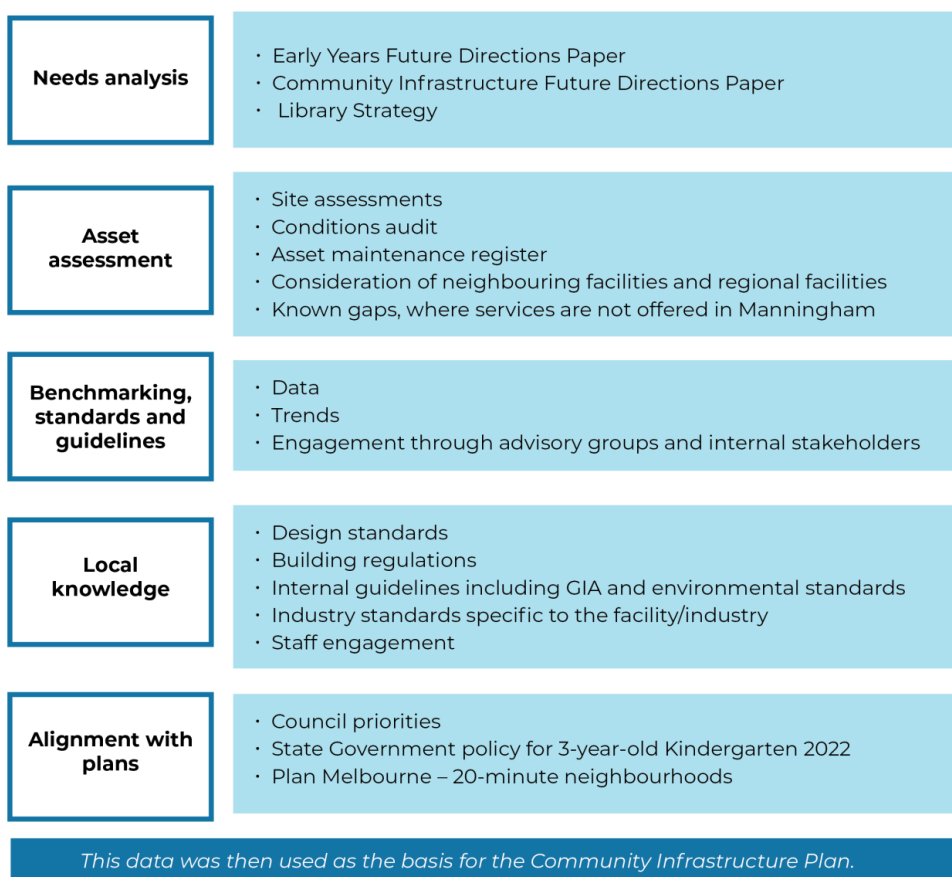 Needs analysis
· Early Years Future Directions Paper
· Community Infrastructure Future Directions Paper
· Library Strategy
Asset
assessment
· Site assessments
· Conditions audit
· Asset maintenance register
· Consideration of neighbouring facilities and regional facilities
· Known gaps, where services are not offered in Manningham
Benchmarking,
standards and
guidelines
· Data
· Trends
· Engagement through advisory groups and internal stakeholders
Local
knowledge
· Design standards
· Building regulations
· Internal guidelines including GIA and environmental standards
· Industry standards specific to the facility/industry
· Staff engagement
Alignment with
plans
· Council priorities
· State Government policy for 3-year-old Kindergarten 2022
· Plan Melbourne – 20-minute neighbourhoods
This data was then used as the basis for the Community Infrastructure Plan.